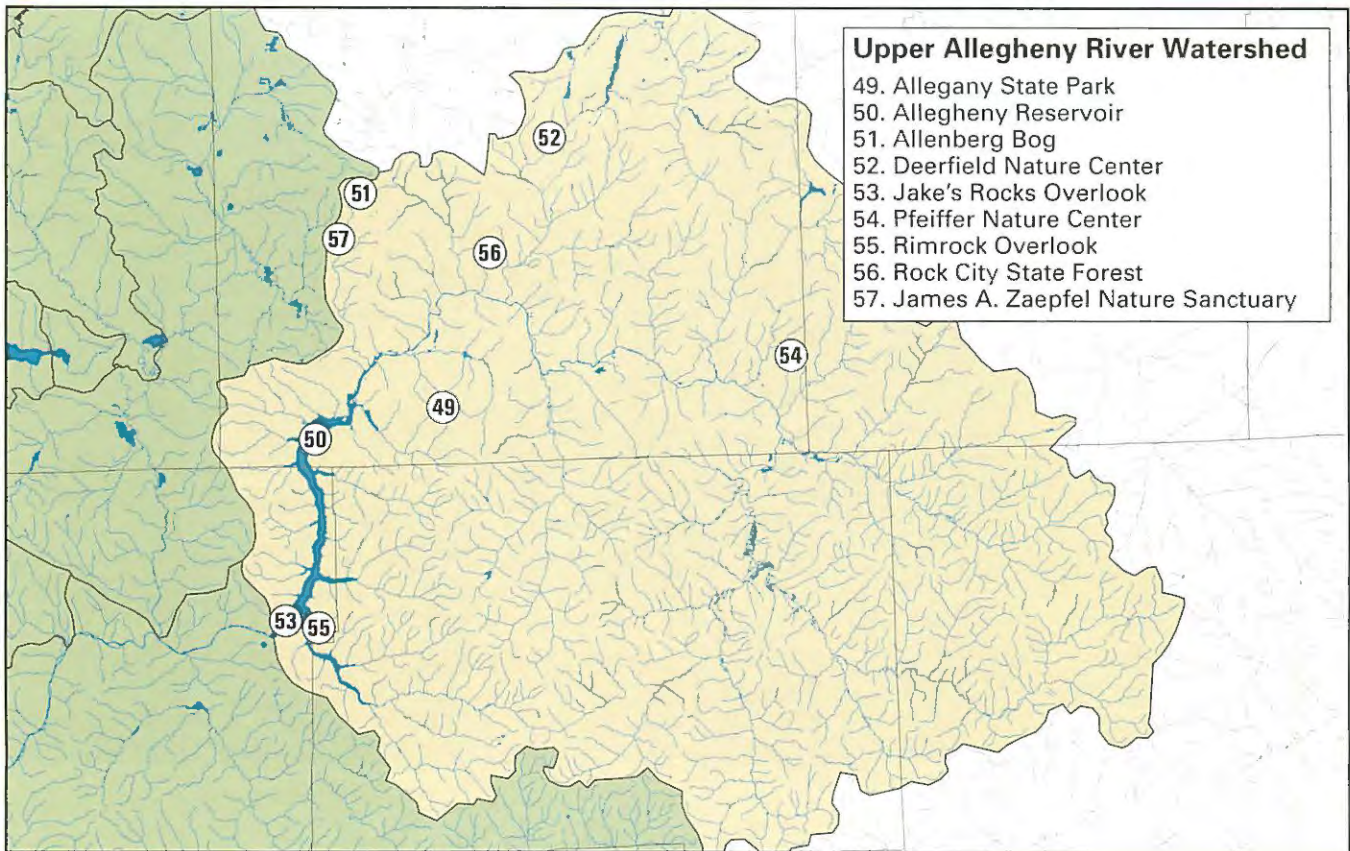 Upper Allegheny River Watershed
49. Allegany State Park
50. Allegheny Reservoir
51. Allenberg Bog
52. Deerfield Nature Center
53. Jake's Rocks Overlook
54. Pfeiffer Nature Center
55. Rimrock Overlook
56. Rock City State Forest
57. James A. Zaepfel Nature Sanctuary
52
51
57
56
54
49
50
53
55